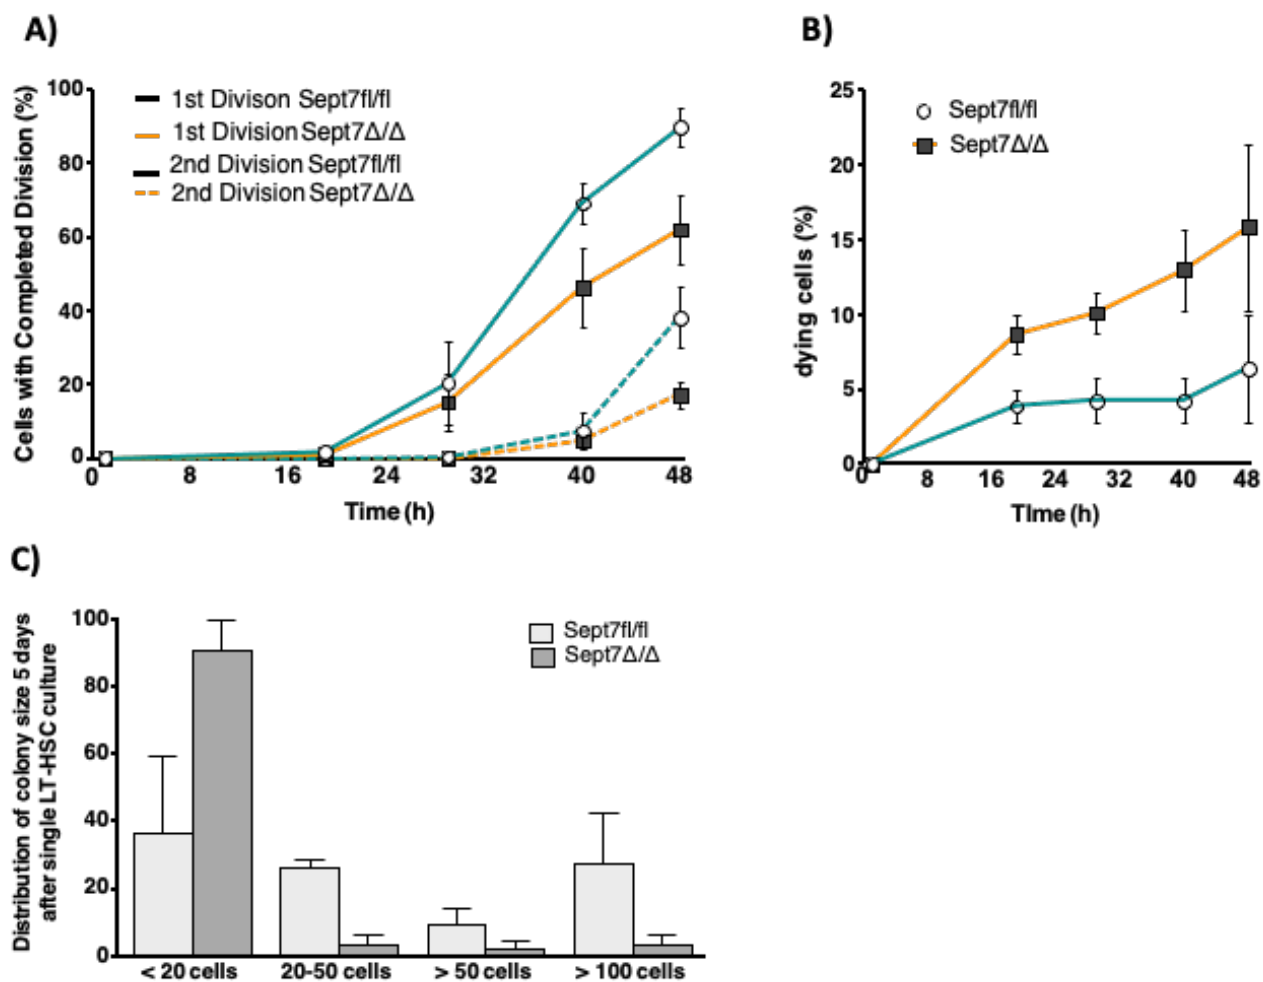 A)
Cells with Completed Division (%)
100
80
60
40
20
0
1st Divison Sept7fl/fl
1st Division Sept7Δ/Δ
2nd Division Sept7fl/fl
2nd Division Sept7Δ/Δ
0 8 16 24 32 40 48
Time (h)
B)
dying cells (%)
25
20
15
10
5
0
Sept7fl/fl
Sept7Δ/Δ
0 8 16 24 32 40 48
TIme (h)
C)
Distribution of colony size 5 days
after single LT-HSC culture
100
80
60
40
20
0
Sept7fl/fl
Sept7Δ/Δ
< 20 cells 20-50 cells > 50 cells > 100 cells